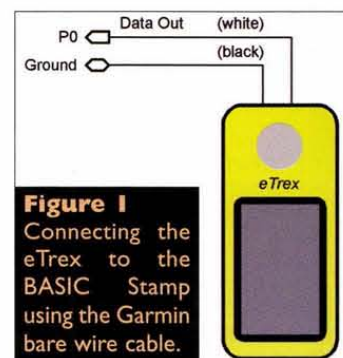 Data Out (white)
P0
(black)
Ground
eTrex
Figure 1
Connecting the
eTrex to the
BASIC Stamp
using the Garmin
bare wire cable.